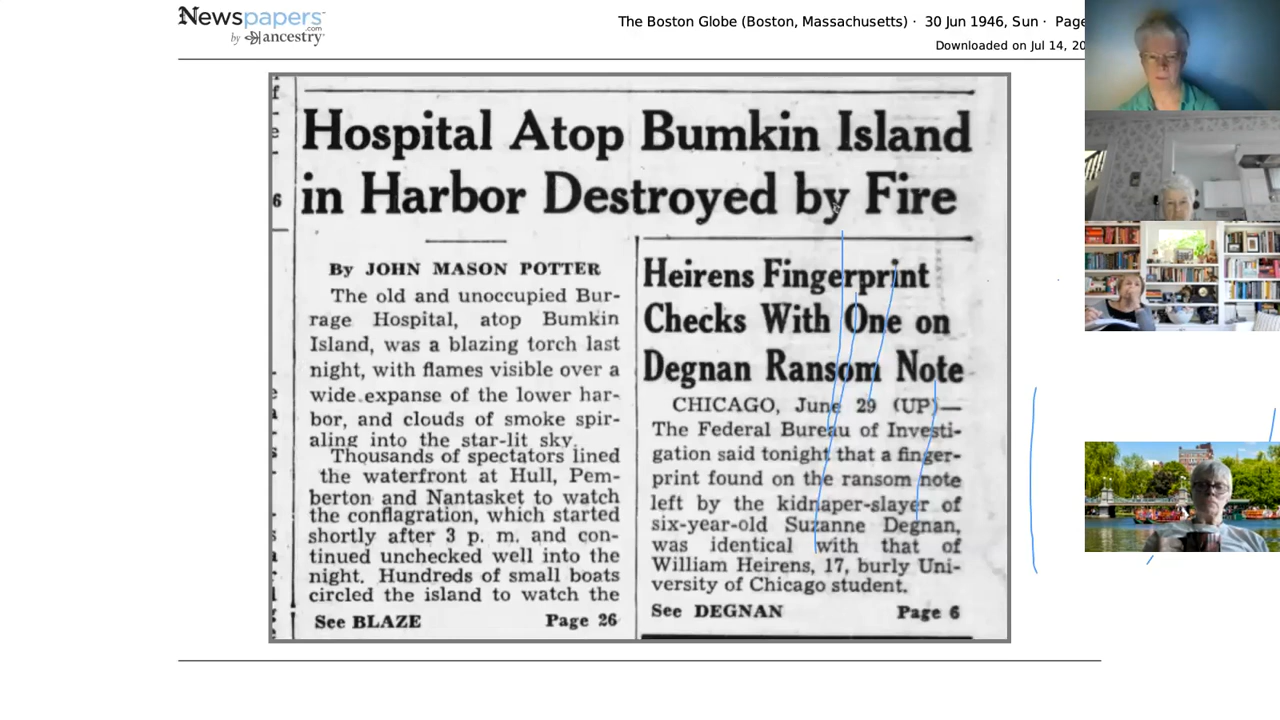 Newspapers
.com
by ancestry
The Boston Globe (Boston, Massachusetts) · 30 Jun 1946, Sun · Page
Downloaded on Jul 14, 20
Hospital Atop Bumkin Island
in Harbor Destroyed by Fire
By JOHN MASON POTTER
The old and unoccupied Bur-
rage Hospital, atop Bumkin
Island, was a blazing torch last
night, with flames visible over a
wide expanse of the lower har-
bor, and clouds of smoke spir-
aling into the star-lit sky.
Thousands of spectators lined
the waterfront at Hull, Pem-
berton and Nantasket to watch
the conflagration, which started
shortly after 3 p. m. and con-
tinued unchecked well into the
night. Hundreds of small boats
circled the island to watch the
See BLAZE Page 26
Heirens Fingerprint
Checks With One on
Degnan Ransom Note
CHICAGO, June 29 (UP)—
The Federal Bureau of Investi-
gation said tonight that a finger-
print found on the ransom note
left by the kidnaper-slayer of
six-year-old Suzanne Degnan,
was identical with that of
William Heirens, 17, burly Uni-
versity of Chicago student.
See DEGNAN Page 6
6